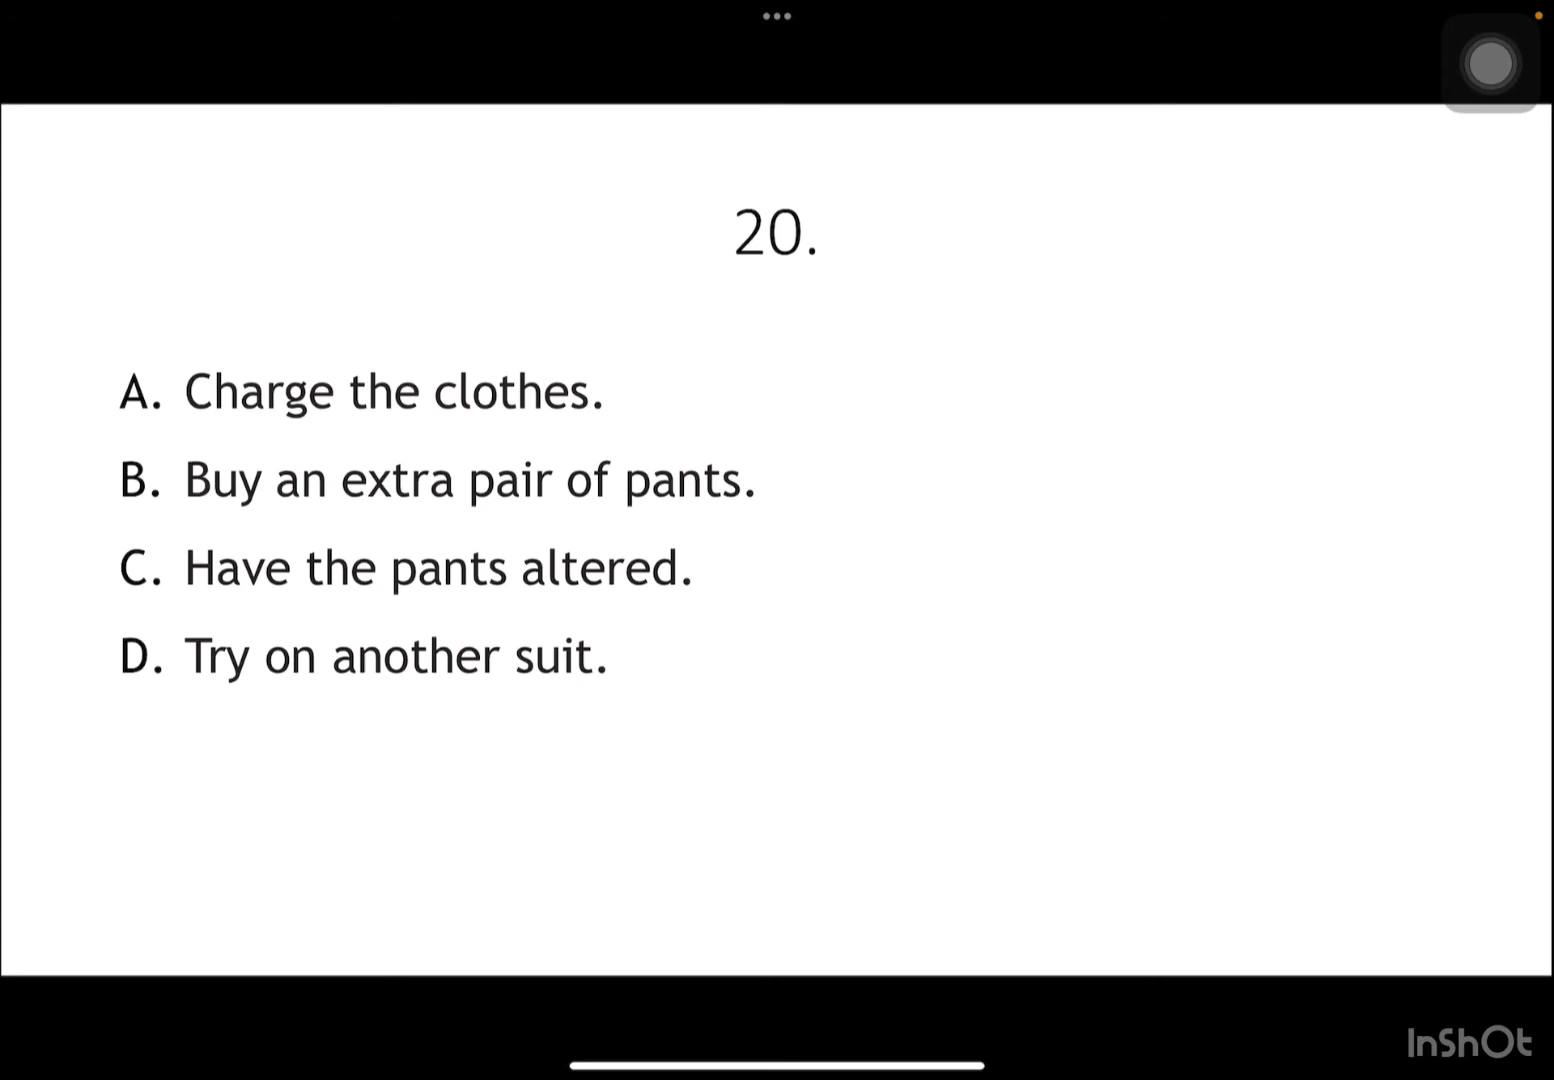 20.
A. Charge the clothes.
B. Buy an extra pair of pants.
C. Have the pants altered.
D. Try on another suit.
InShOt